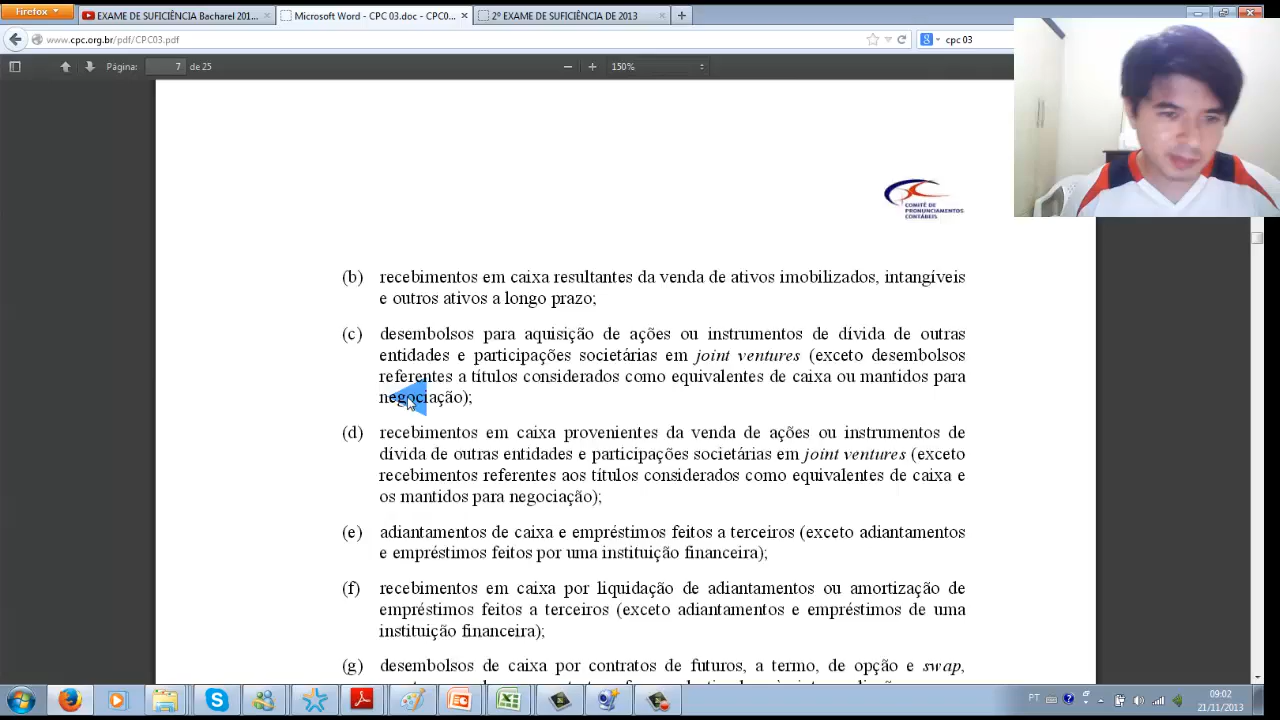 Firefox
EXAME DE SUFICIÊNCIA Bacharel 201...
Microsoft Word - CPC 03.doc - CPC0...
2º EXAME DE SUFICIÊNCIA DE 2013
www.cpc.org.br/pdf/CPC03.pdf
cpc 03
Página: 7 de 25
150%
COMITÊ DE
PRONUNCIAMENTOS
CONTÁBEIS
(b) recebimentos em caixa resultantes da venda de ativos imobilizados, intangíveis
e outros ativos a longo prazo;
(c) desembolsos para aquisição de ações ou instrumentos de dívida de outras
entidades e participações societárias em joint ventures (exceto desembolsos
referentes a títulos considerados como equivalentes de caixa ou mantidos para
negociação);
(d) recebimentos em caixa provenientes da venda de ações ou instrumentos de
dívida de outras entidades e participações societárias em joint ventures (exceto
recebimentos referentes aos títulos considerados como equivalentes de caixa e
os mantidos para negociação);
(e) adiantamentos de caixa e empréstimos feitos a terceiros (exceto adiantamentos
e empréstimos feitos por uma instituição financeira);
(f) recebimentos em caixa por liquidação de adiantamentos ou amortização de
empréstimos feitos a terceiros (exceto adiantamentos e empréstimos de uma
instituição financeira);
(g) desembolsos de caixa por contratos de futuros, a termo, de opção e swap,
PT
09:02
21/11/2013